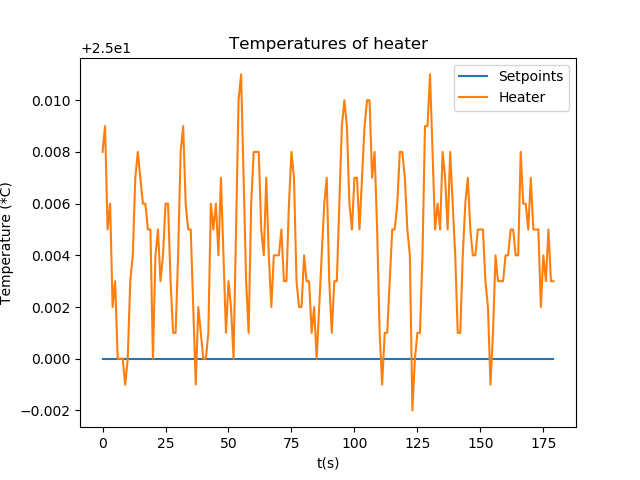 Temperatures of heater
+2.5e1
Setpoints
Heater
Temperature (*C)
0.010
0.008
0.006
0.004
0.002
0.000
−0.002
0 25 50 75 100 125 150 175
t(s)